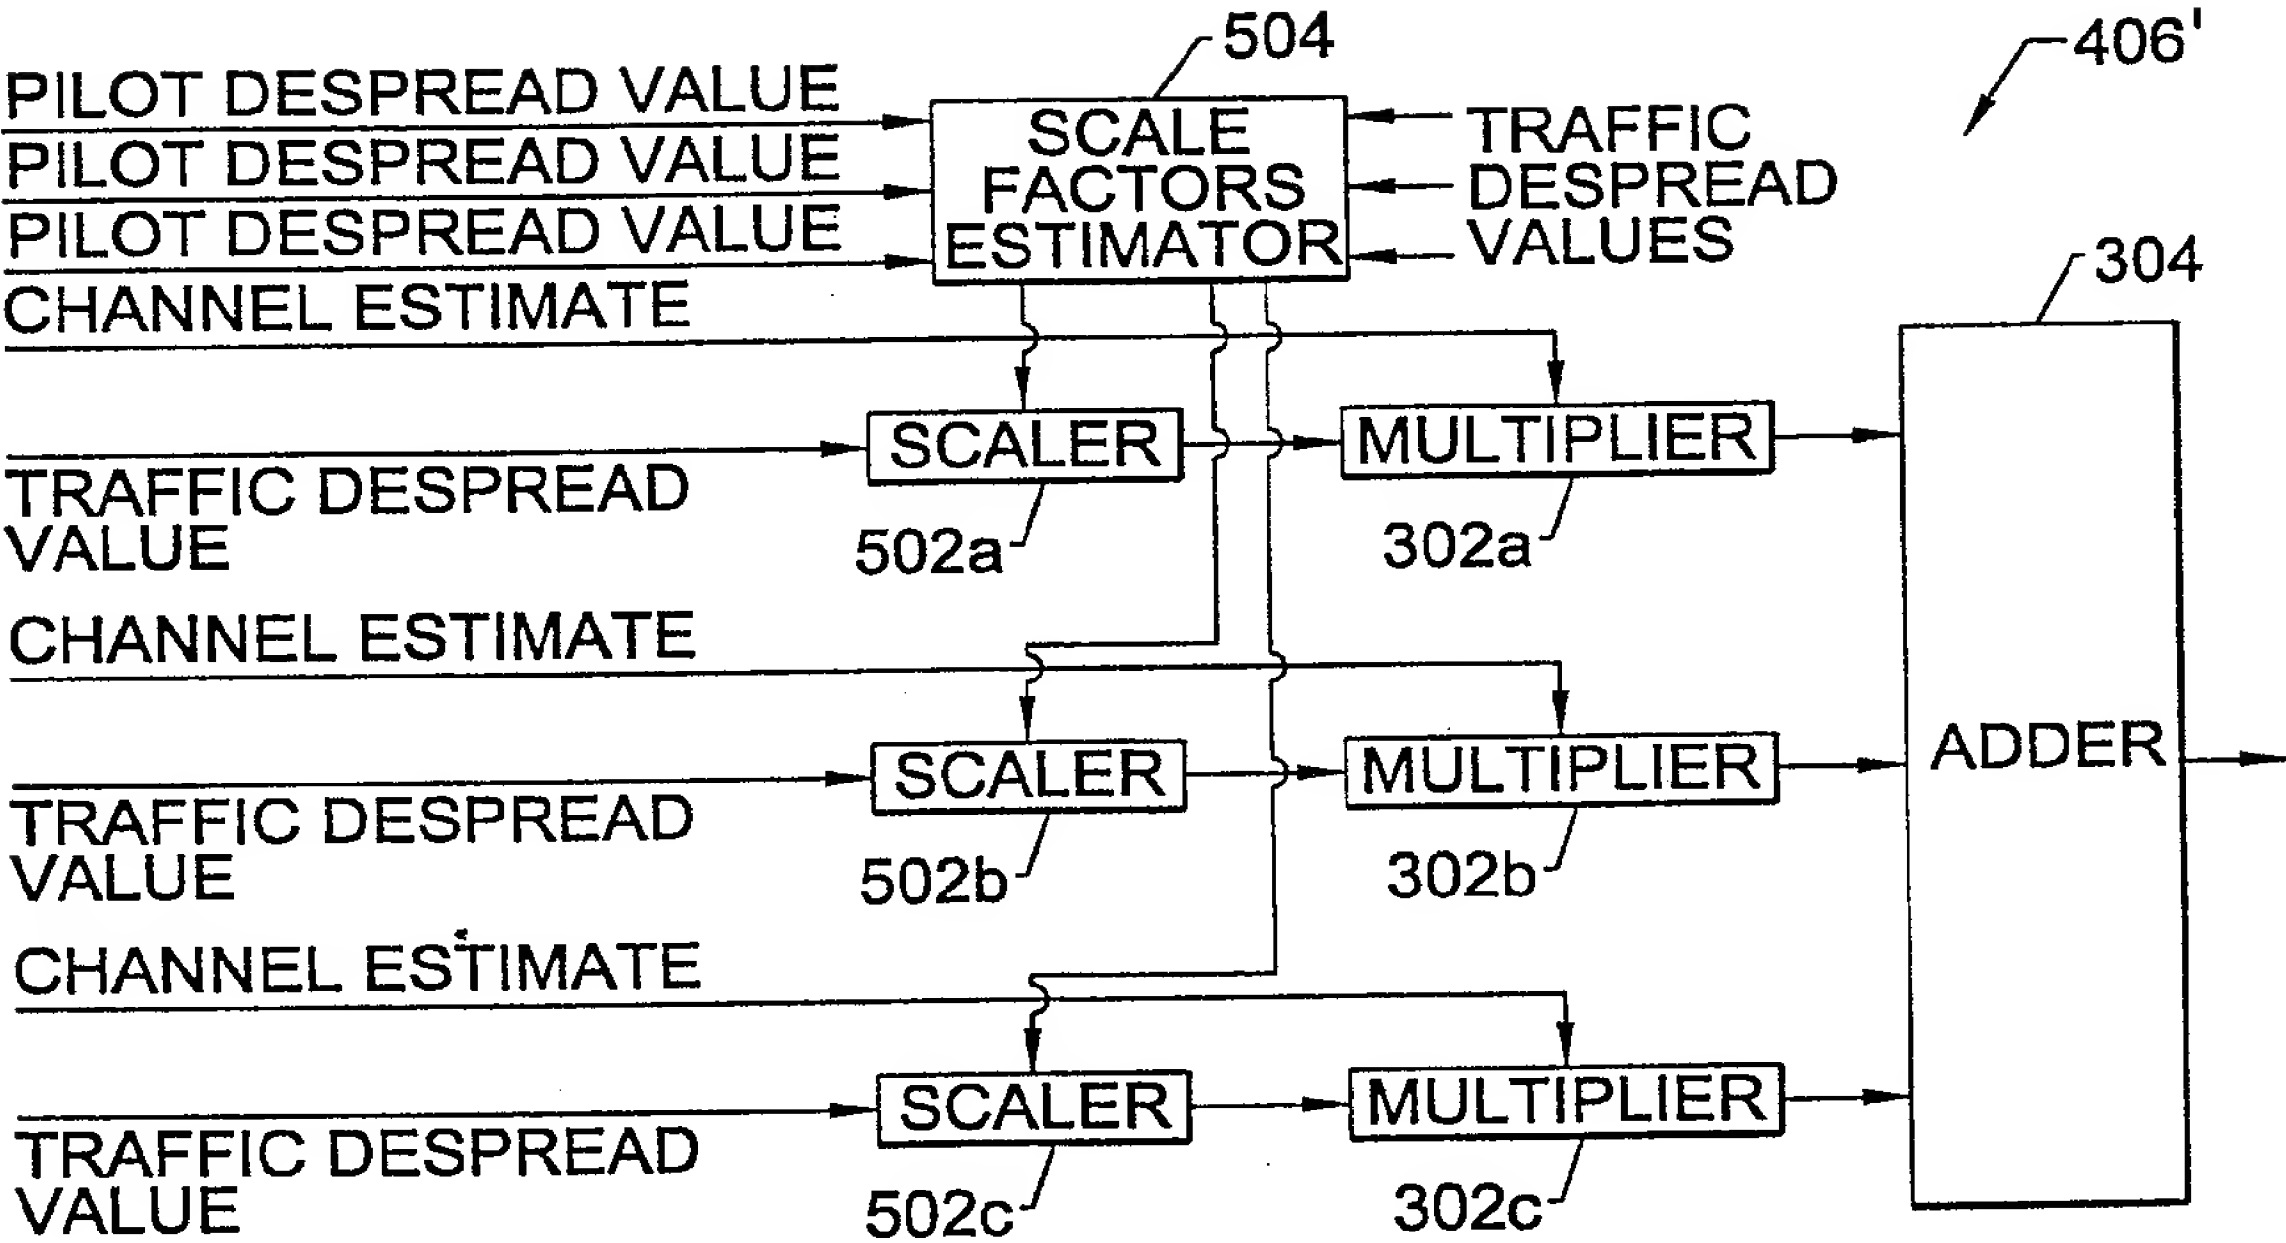 504
406'
PILOT DESPREAD VALUE
PILOT DESPREAD VALUE
PILOT DESPREAD VALUE
SCALE
FACTORS
ESTIMATOR
TRAFFIC
DESPREAD
VALUES
304
CHANNEL ESTIMATE
SCALER
MULTIPLIER
TRAFFIC DESPREAD
VALUE
502a
302a
CHANNEL ESTIMATE
SCALER
MULTIPLIER
ADDER
TRAFFIC DESPREAD
VALUE
502b
302b
CHANNEL ESTIMATE
SCALER
MULTIPLIER
TRAFFIC DESPREAD
VALUE
502c
302c